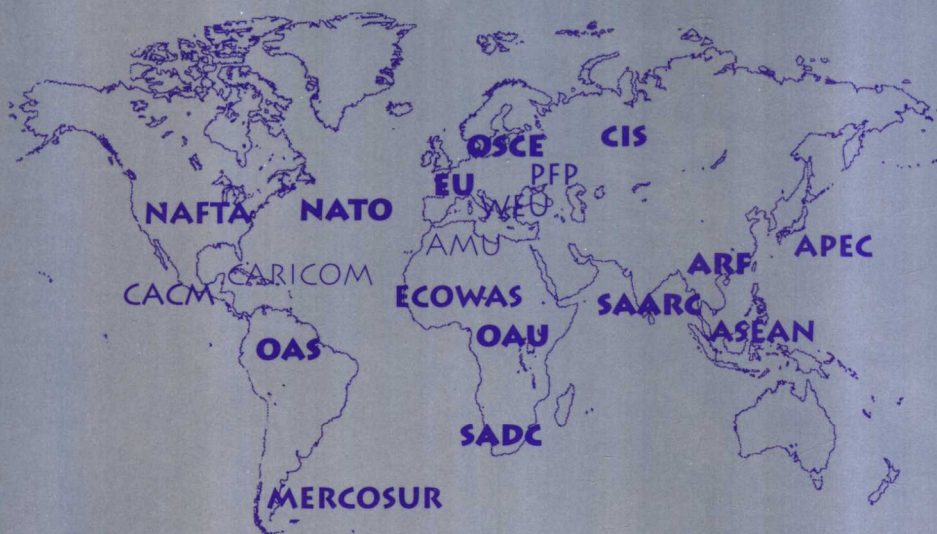 OSCE
CIS
PFP
EU
WEU
NAFTA
NATO
AMU
APEC
ARF
CARICOM
CACM
ECOWAS
SAARC
OAU
ASEAN
OAS
SADC
MERCOSUR